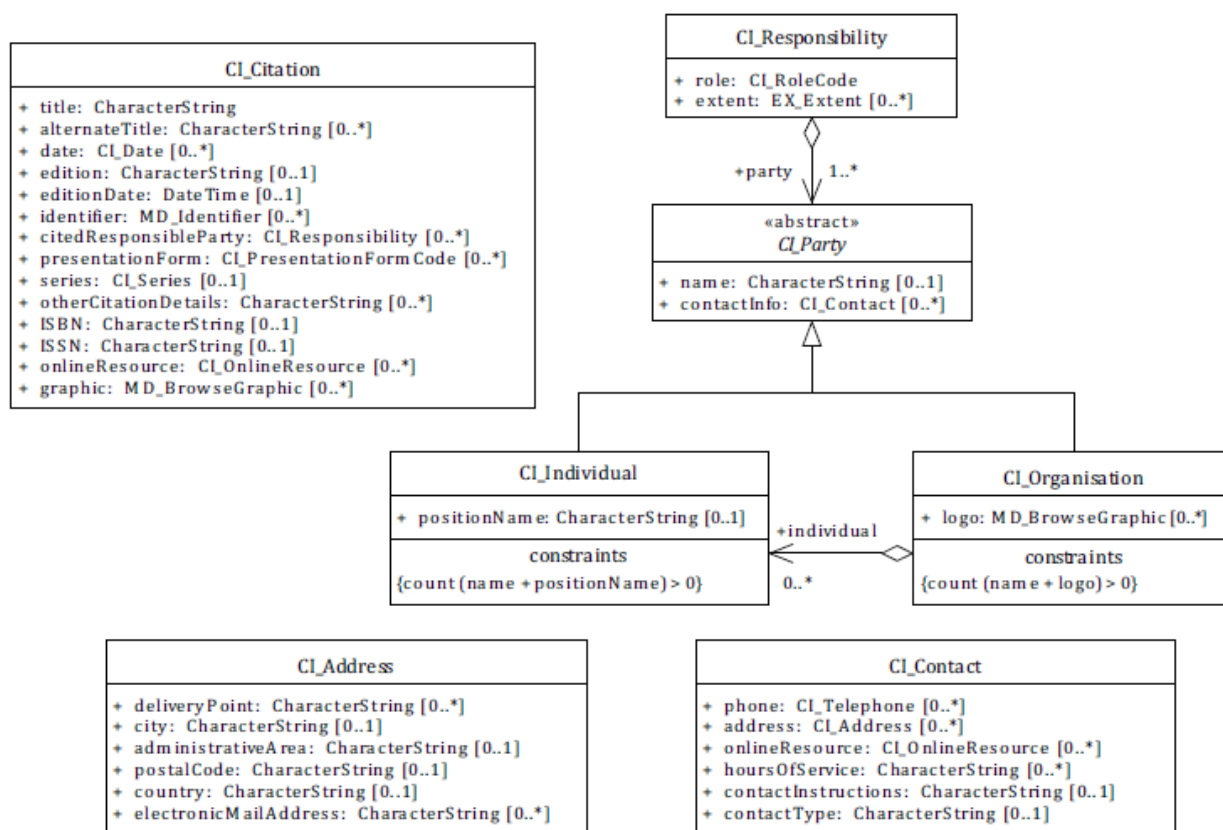 CI_Citation
+ title: CharacterString
+ alternateTitle: CharacterString [0..*]
+ date: CI_Date [0..*]
+ edition: CharacterString [0..1]
+ editionDate: DateTime [0..1]
+ identifier: MD_Identifier [0..*]
+ citedResponsibleParty: CI_Responsibility [0..*]
+ presentationForm: CI_PresentationFormCode [0..*]
+ series: CI_Series [0..1]
+ otherCitationDetails: CharacterString [0..*]
+ ISBN: CharacterString [0..1]
+ ISSN: CharacterString [0..1]
+ onlineResource: CI_OnlineResource [0..*]
+ graphic: MD_BrowseGraphic [0..*]
CI_Responsibility
+ role: CI_RoleCode
+ extent: EX_Extent [0..*]
+party 1..*
«abstract»
CI_Party
+ name: CharacterString [0..1]
+ contactInfo: CI_Contact [0..*]
CI_Individual
+ positionName: CharacterString [0..1]
constraints
{count (name + positionName) > 0}
+individual
0..*
CI_Organisation
+ logo: MD_BrowseGraphic [0..*]
constraints
{count (name + logo) > 0}
CI_Address
+ deliveryPoint: CharacterString [0..*]
+ city: CharacterString [0..1]
+ administrativeArea: CharacterString [0..1]
+ postalCode: CharacterString [0..1]
+ country: CharacterString [0..1]
+ electronicMailAddress: CharacterString [0..*]
CI_Contact
+ phone: CI_Telephone [0..*]
+ address: CI_Address [0..*]
+ onlineResource: CI_OnlineResource [0..*]
+ hoursOfService: CharacterString [0..*]
+ contactInstructions: CharacterString [0..1]
+ contactType: CharacterString [0..1]